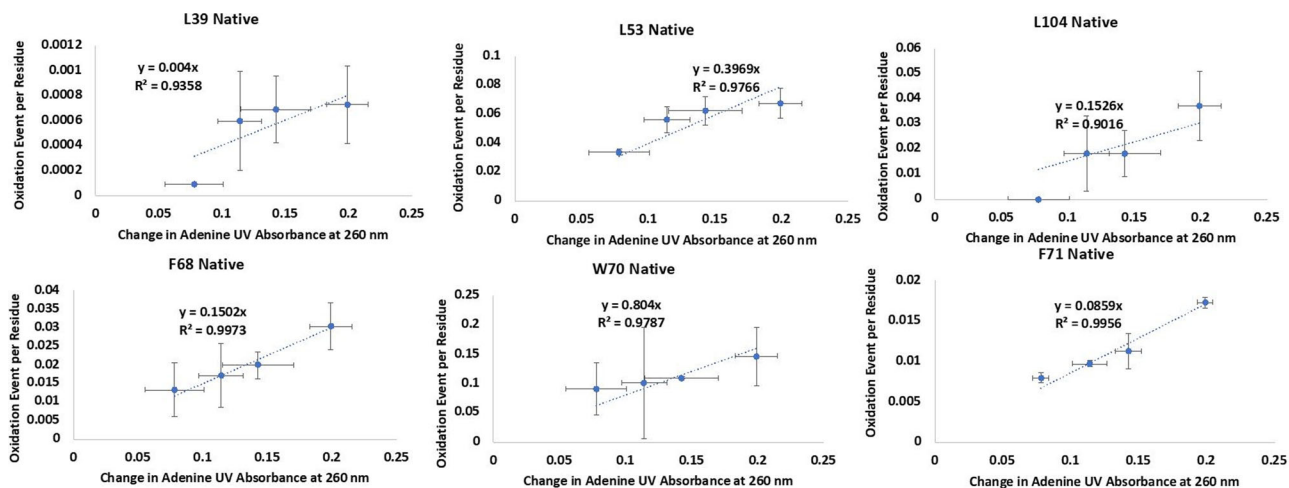 L39 Native
Oxidation Event per Residue
0.0012
0.001
0.0008
0.0006
0.0004
0.0002
0
y = 0.004x
R² = 0.9358
0 0.05 0.1 0.15 0.2 0.25
Change in Adenine UV Absorbance at 260 nm
L53 Native
Oxidation Event per Residue
0.1
0.08
0.06
0.04
0.02
0
y = 0.3969x
R² = 0.9766
0 0.05 0.1 0.15 0.2 0.25
Change in Adenine UV Absorbance at 260 nm
L104 Native
Oxidation Event per Residue
0.06
0.05
0.04
0.03
0.02
0.01
0
y = 0.1526x
R² = 0.9016
0 0.05 0.1 0.15 0.2 0.25
Change in Adenine UV Absorbance at 260 nm
F68 Native
Oxidation Event per Residue
0.04
0.035
0.03
0.025
0.02
0.015
0.01
0.005
0
y = 0.1502x
R² = 0.9973
0 0.05 0.1 0.15 0.2 0.25
Change in Adenine UV Absorbance at 260 nm
W70 Native
Oxidation Event per Residue
0.25
0.2
0.15
0.1
0.05
0
y = 0.804x
R² = 0.9787
0 0.05 0.1 0.15 0.2 0.25
Change in Adenine UV Absorbance at 260 nm
F71 Native
Oxidation Event per Residue
0.02
0.015
0.01
0.005
0
y = 0.0859x
R² = 0.9956
0 0.05 0.1 0.15 0.2 0.25
Change in Adenine UV Absorbance at 260 nm